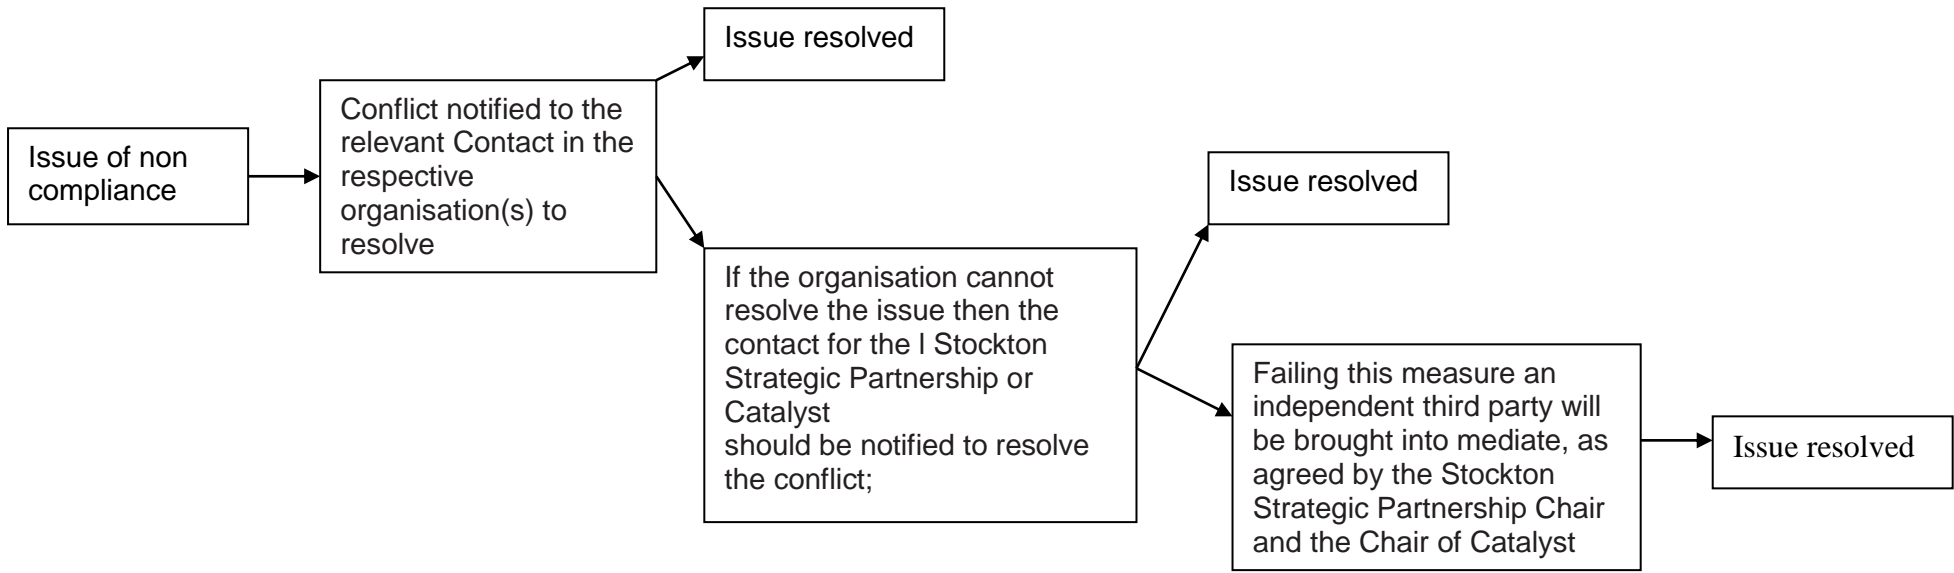 Issue of non
compliance
Conflict notified to the
relevant Contact in the
respective
organisation(s) to
resolve
Issue resolved
If the organisation cannot
resolve the issue then the
contact for the l Stockton
Strategic Partnership or
Catalyst
should be notified to resolve
the conflict;
Issue resolved
Failing this measure an
independent third party will
be brought into mediate, as
agreed by the Stockton
Strategic Partnership Chair
and the Chair of Catalyst
Issue resolved